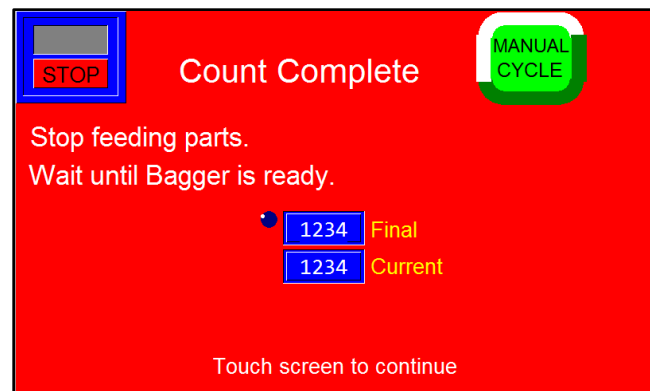 STOP
Count Complete
MANUAL
CYCLE
Stop feeding parts.
Wait until Bagger is ready.
1234 Final
1234 Current
Touch screen to continue